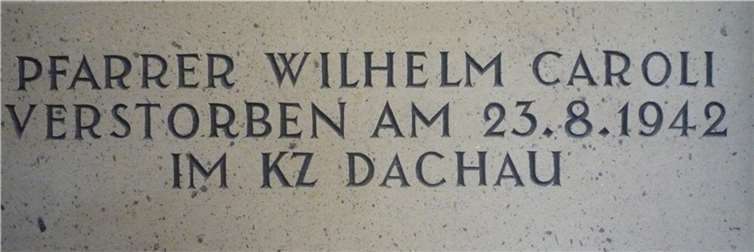 PFARRER WILHELM CAROLI
VERSTORBEN AM 23.8.1942
IM KZ DACHAU